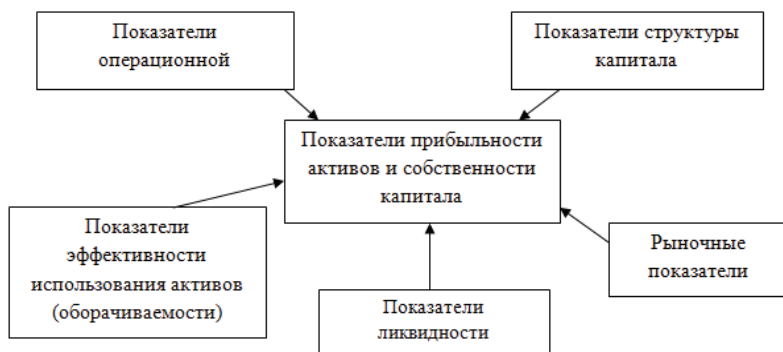 Показатели
операционной
Показатели структуры
капитала
Показатели прибыльности
активов и собственности
капитала
Показатели
эффективности
использования активов
(оборачиваемости)
Рыночные
показатели
Показатели
ликвидности